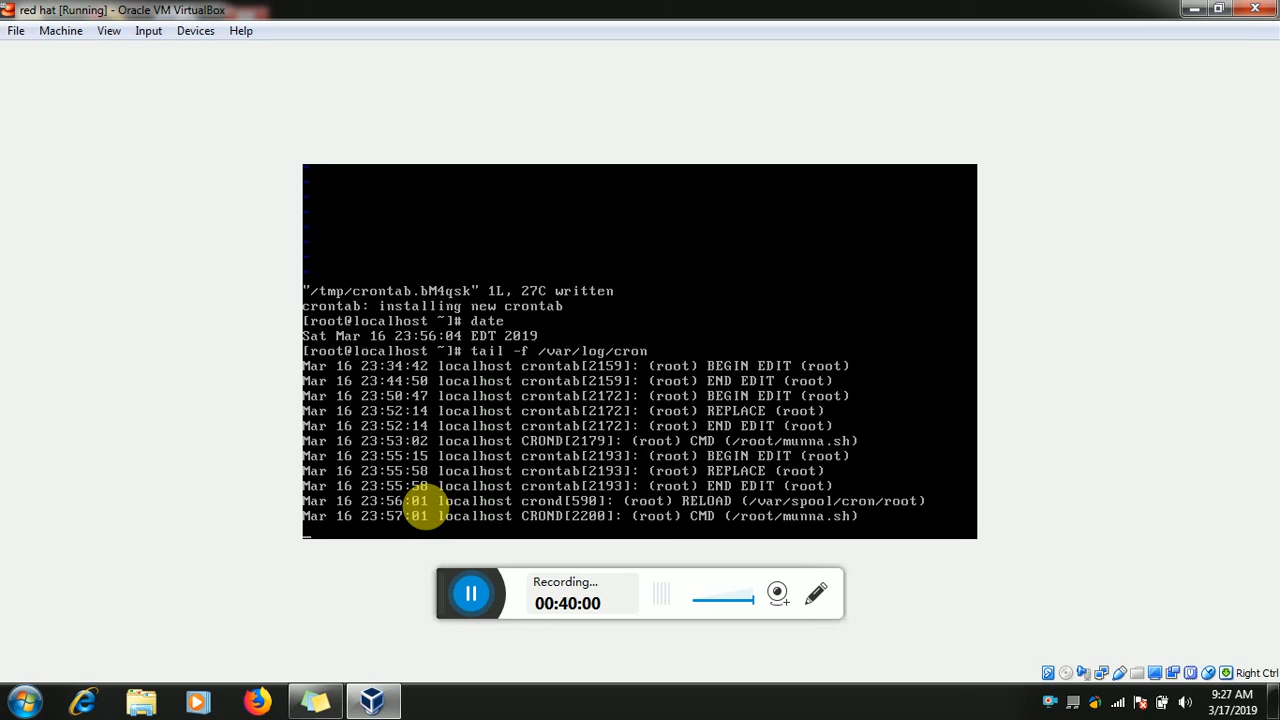 red hat [Running] - Oracle VM VirtualBox
File Machine View Input Devices Help
"/tmp/crontab.bM4qsk" 1L, 27C written
crontab: installing new crontab
[root@localhost ~]# date
Sat Mar 16 23:56:04 EDT 2019
[root@localhost ~]# tail -f /var/log/cron
Mar 16 23:34:42 localhost crontab[2159]: (root) BEGIN EDIT (root)
Mar 16 23:44:50 localhost crontab[2159]: (root) END EDIT (root)
Mar 16 23:50:47 localhost crontab[2172]: (root) BEGIN EDIT (root)
Mar 16 23:52:14 localhost crontab[2172]: (root) REPLACE (root)
Mar 16 23:52:14 localhost crontab[2172]: (root) END EDIT (root)
Mar 16 23:53:02 localhost CROND[2179]: (root) CMD (/root/munna.sh)
Mar 16 23:55:15 localhost crontab[2193]: (root) BEGIN EDIT (root)
Mar 16 23:55:58 localhost crontab[2193]: (root) REPLACE (root)
Mar 16 23:55:58 localhost crontab[2193]: (root) END EDIT (root)
Mar 16 23:56:01 localhost crond[590]: (root) RELOAD (/var/spool/cron/root)
Mar 16 23:57:01 localhost CROND[2200]: (root) CMD (/root/munna.sh)
Recording...
00:40:00
Right Ctrl
9:27 AM
3/17/2019